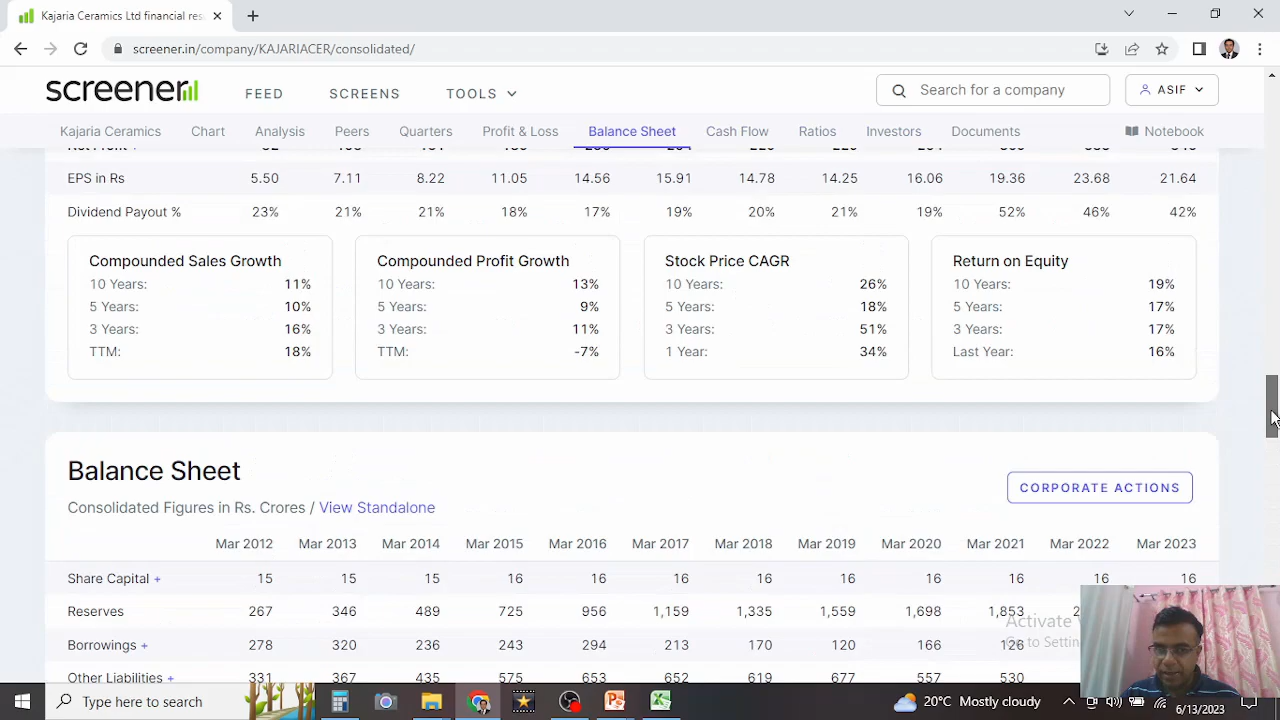 Kajaria Ceramics Ltd financial res
screener.in/company/KAJARIACER/consolidated/
screener FEED SCREENS TOOLS Search for a company ASIF
Kajaria Ceramics Chart Analysis Peers Quarters Profit & Loss Balance Sheet Cash Flow Ratios Investors Documents Notebook
EPS in Rs 5.50 7.11 8.22 11.05 14.56 15.91 14.78 14.25 16.06 19.36 23.68 21.64
Dividend Payout % 23% 21% 21% 18% 17% 19% 20% 21% 19% 52% 46% 42%
Compounded Sales Growth
10 Years: 11%
5 Years: 10%
3 Years: 16%
TTM: 18%
Compounded Profit Growth
10 Years: 13%
5 Years: 9%
3 Years: 11%
TTM: -7%
Stock Price CAGR
10 Years: 26%
5 Years: 18%
3 Years: 51%
1 Year: 34%
Return on Equity
10 Years: 19%
5 Years: 17%
3 Years: 17%
Last Year: 16%
Balance Sheet
CORPORATE ACTIONS
Consolidated Figures in Rs. Crores / View Standalone
Mar 2012 Mar 2013 Mar 2014 Mar 2015 Mar 2016 Mar 2017 Mar 2018 Mar 2019 Mar 2020 Mar 2021 Mar 2022 Mar 2023
Share Capital + 15 15 15 16 16 16 16 16 16 16 16 16
Reserves 267 346 489 725 956 1,159 1,335 1,559 1,698 1,853
Activate
Borrowings + 278 320 236 243 294 213 170 120 166 126
Go to Settin
Other Liabilities + 331 367 435 575 653 652 619 677 557 530
Type here to search 20°C Mostly cloudy 6/13/2023